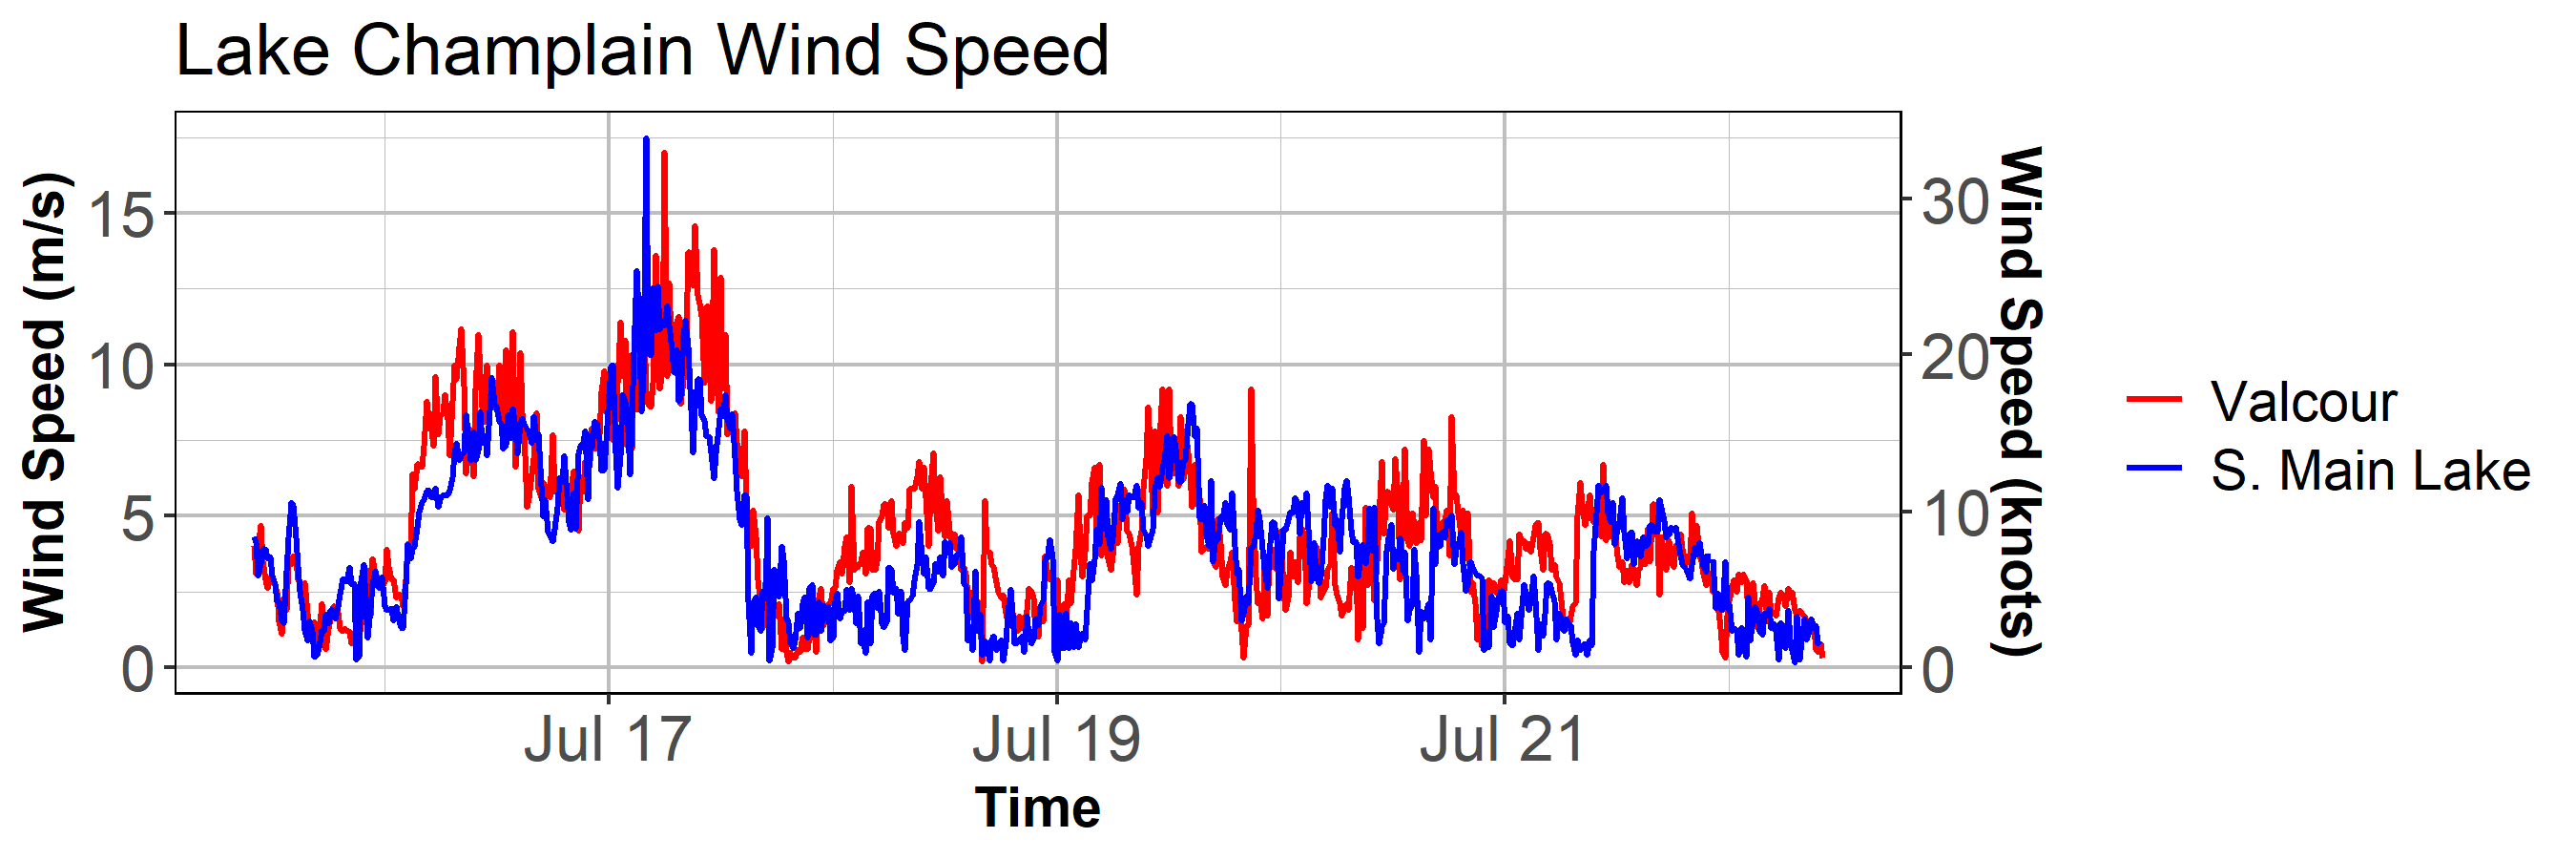 Lake Champlain Wind Speed
Wind Speed (m/s)
15
10
5
0
30
20
10
0
Wind Speed (knots)
Jul 17
Jul 19
Jul 21
Time
Valcour
S. Main Lake